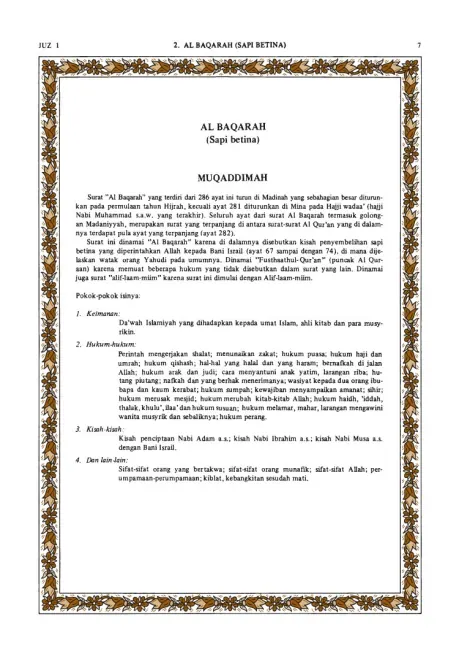 JUZ 1 2. AL BAQARAH (SAPI BETINA) 7
AL BAQARAH
(Sapi betina)
MUQADDIMAH
Surat "Al Baqarah" yang terdiri dari 286 ayat ini turun di Madinah yang sebahagian besar diturun-
kan pada permulaan tahun Hijrah, kecuali ayat 281 diturunkan di Mina pada Hajji wadaa' (hajji
Nabi Muhammad s.a.w. yang terakhir). Seluruh ayat dari surat Al Baqarah termasuk golong-
an Madaniyyah, merupakan surat yang terpanjang di antara surat-surat Al Qur'an yang di dalam-
nya terdapat pula ayat yang terpanjang (ayat 282).
Surat ini dinamai "Al Baqarah" karena di dalamnya disebutkan kisah penyembelihan sapi
betina yang diperintahkan Allah kepada Bani Israil (ayat 67 sampai dengan 74), di mana dije-
laskan watak orang Yahudi pada umumnya. Dinamai "Fusthaathul-Qur'an" (puncak Al Qur-
aan) karena memuat beberapa hukum yang tidak disebutkan dalam surat yang lain. Dinamai
juga surat "alif-laam-miim" karena surat ini dimulai dengan Alif-laam-miim.
Pokok-pokok isinya:
1. Keimanan:
Da'wah Islamiyah yang dihadapkan kepada umat Islam, ahli kitab dan para musy-
rikin.
2. Hukum-hukum:
Perintah mengerjakan shalat; menunaikan zakat; hukum puasa; hukum haji dan
umrah; hukum qishash; hal-hal yang halal dan yang haram; bernafkah di jalan
Allah; hukum arak dan judi; cara menyantuni anak yatim, larangan riba; hu-
tang piutang; nafkah dan yang berhak menerimanya; wasiyat kepada dua orang ibu-
bapa dan kaum kerabat; hukum sumpah; kewajiban menyampaikan amanat; sihir;
hukum merusak mesjid; hukum merubah kitab-kitab Allah; hukum haidh, 'iddah,
thalak, khulu', ilaa' dan hukum susuan; hukum melamar, mahar, larangan mengawini
wanita musyrik dan sebaliknya; hukum perang.
3. Kisah-kisah:
Kisah penciptaan Nabi Adam a.s.; kisah Nabi Ibrahim a.s.; kisah Nabi Musa a.s.
dengan Bani Israil.
4. Dan lain-lain:
Sifat-sifat orang yang bertakwa; sifat-sifat orang munafik; sifat-sifat Allah; per-
umpamaan-perumpamaan; kiblat, kebangkitan sesudah mati.